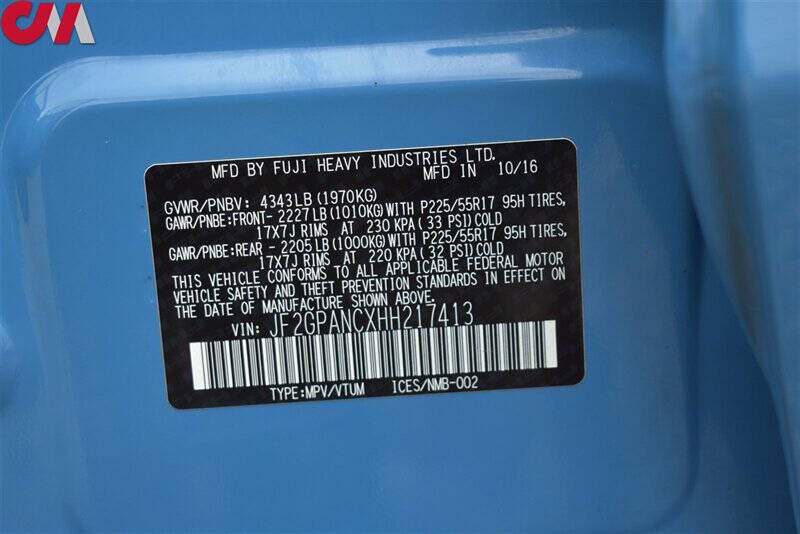 CM
MFD BY FUJI HEAVY INDUSTRIES LTD.
MFD IN 10/16
GVWR/PNBV: 4343LB(1970KG)
GAWR/PNBE:FRONT- 2227LB(1010KG)WITH P225/55R17 95H TIRES,
17X7J RIMS AT 230 KPA(33 PSI)COLD
GAWR/PNBE:REAR - 2205LB(1000KG)WITH P225/55R17 95H TIRES,
17X7J RIMS AT 220 KPA(32 PSI)COLD
THIS VEHICLE CONFORMS TO ALL APPLICABLE FEDERAL MOTOR
VEHICLE SAFETY AND THEFT PREVENTION STANDARDS IN EFFECT ON
THE DATE OF MANUFACTURE SHOWN ABOVE.
VIN: JF2GPANCXHH217413
TYPE:MPV/VTUM ICES/NMB-002